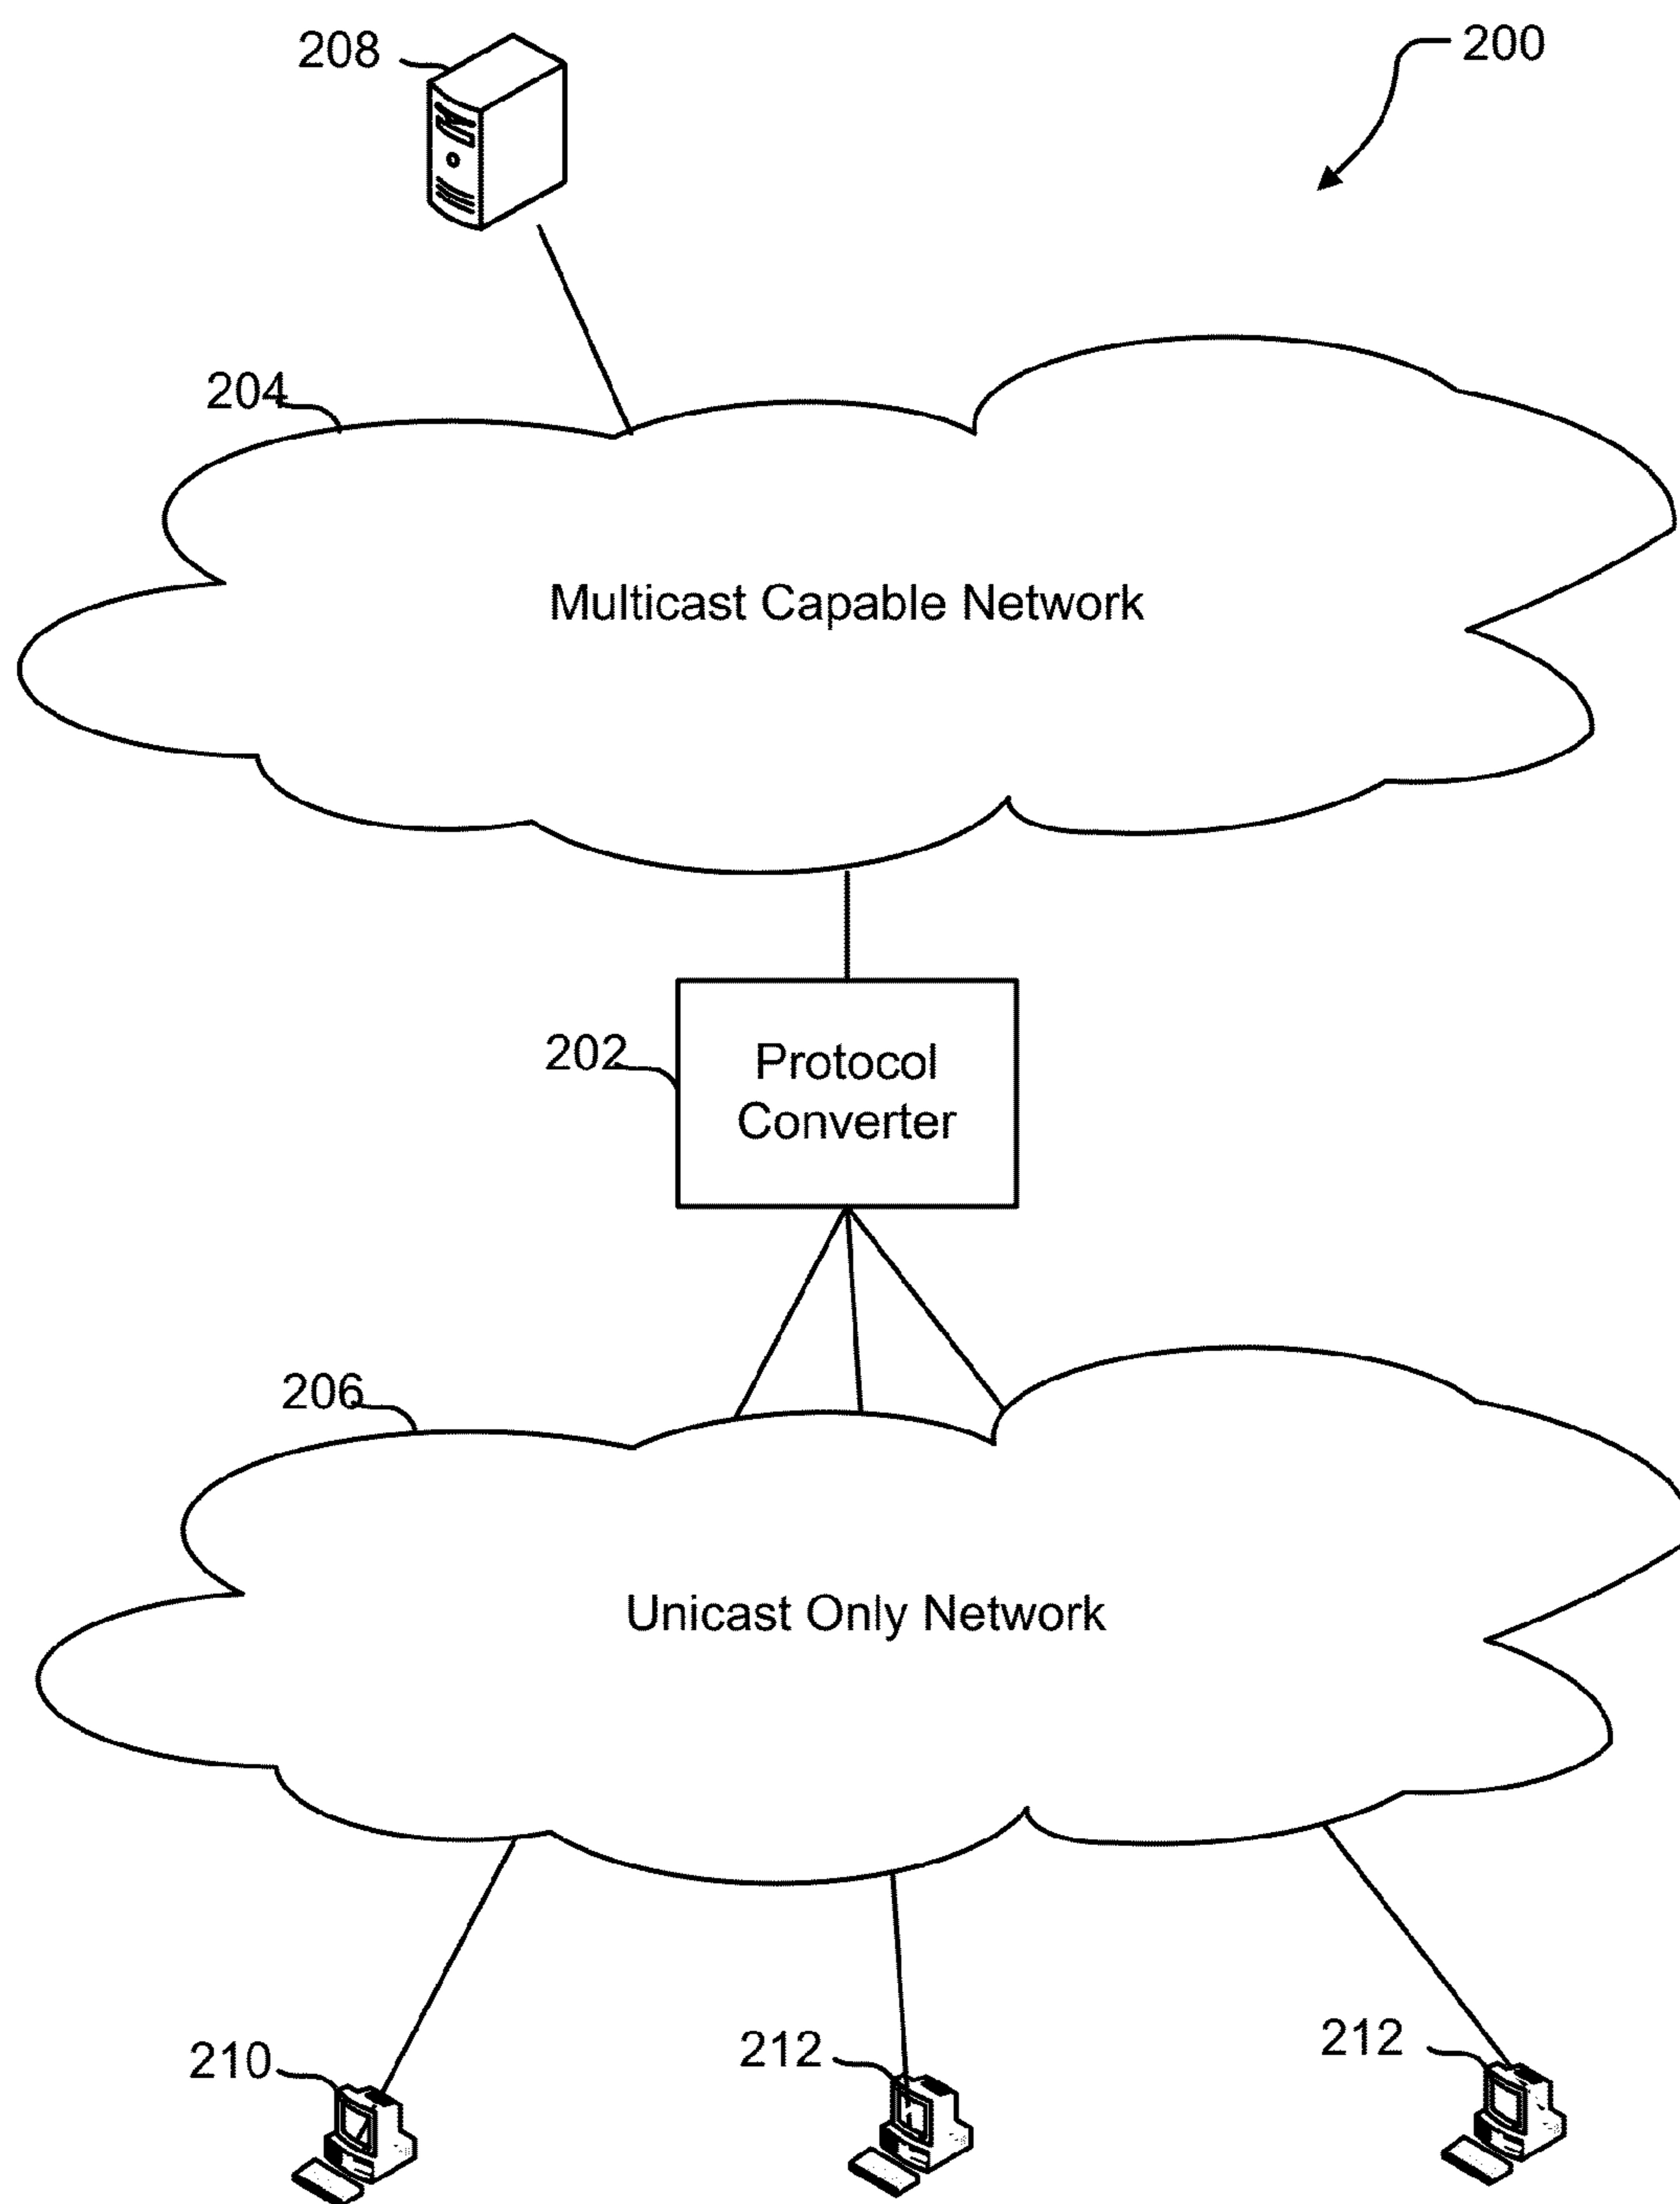 208
200
204
Multicast Capable Network
202
Protocol
Converter
206
Unicast Only Network
210
212
212